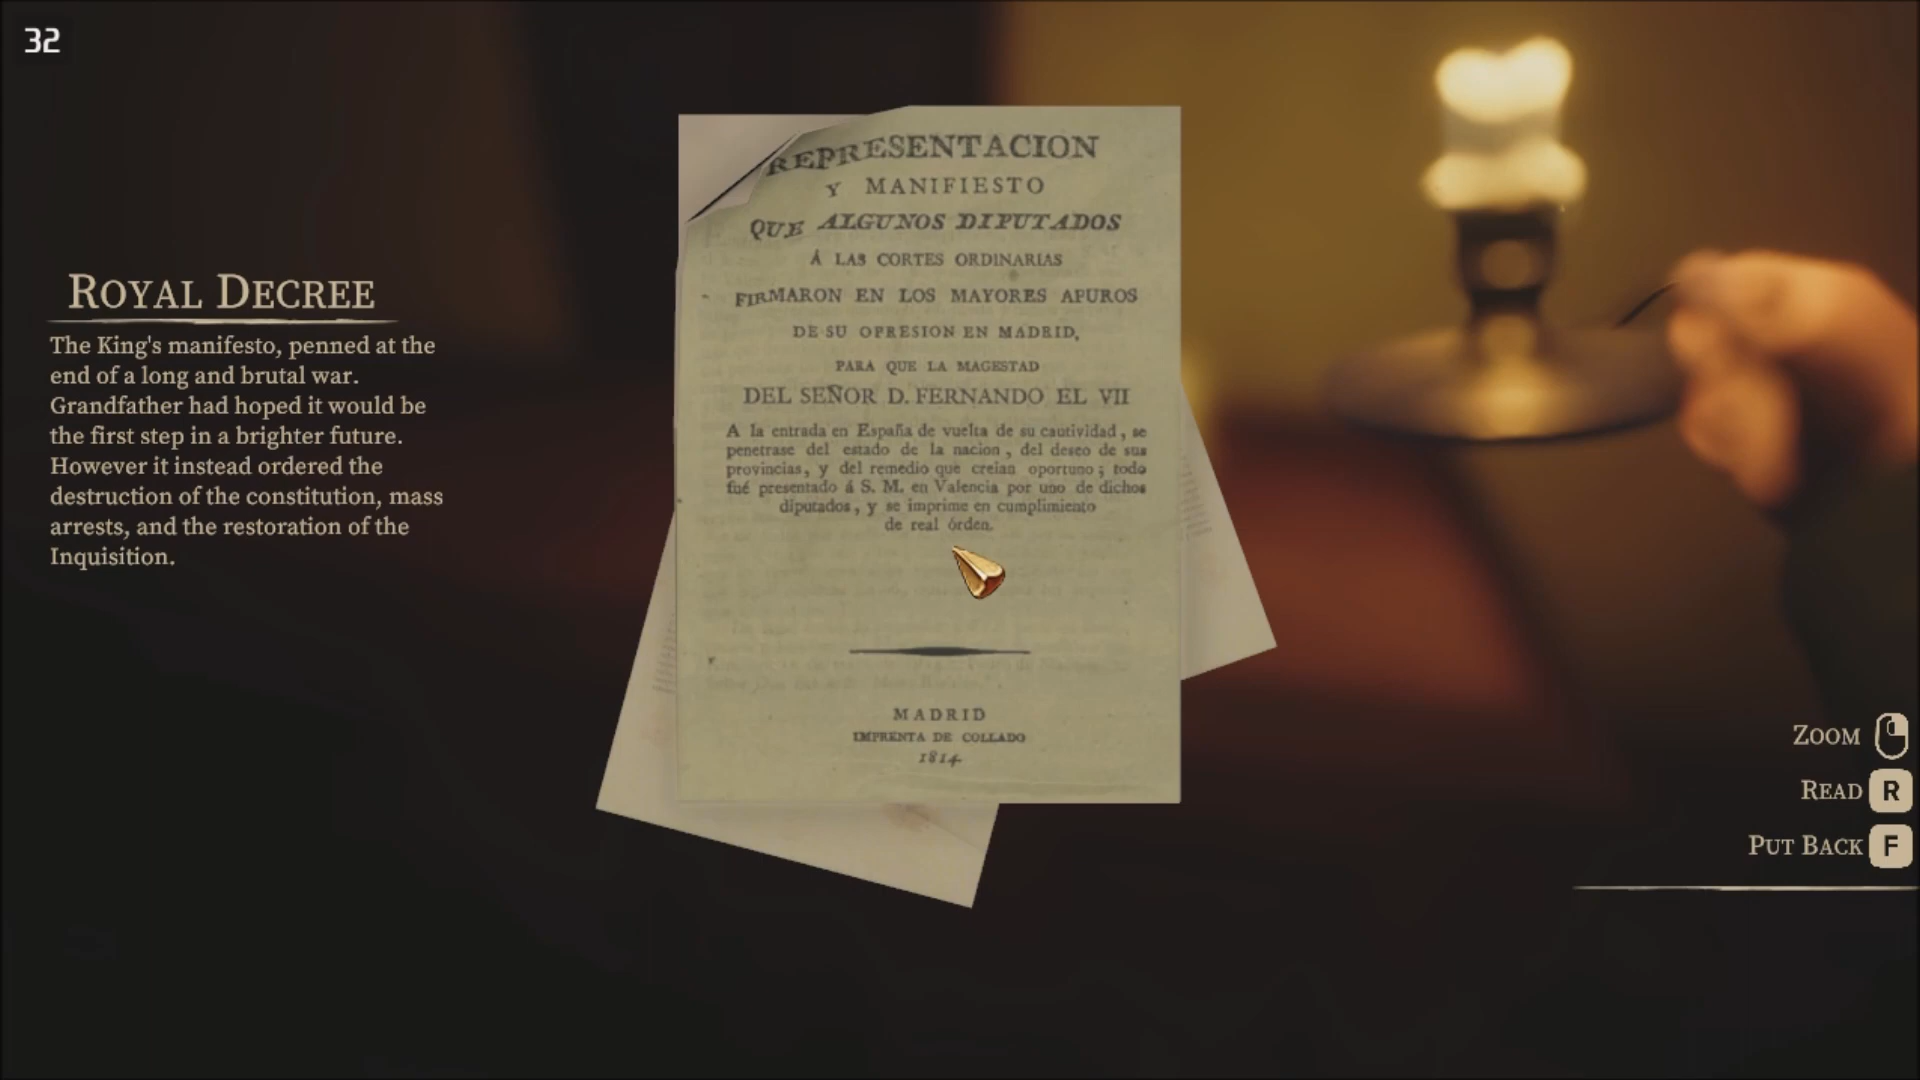 32
ROYAL DECREE
The King's manifesto, penned at the
end of a long and brutal war.
Grandfather had hoped it would be
the first step in a brighter future.
However it instead ordered the
destruction of the constitution, mass
arrests, and the restoration of the
Inquisition.
REPRESENTACION
Y MANIFIESTO
QUE ALGUNOS DIPUTADOS
Á LAS CORTES ORDINARIAS
FIRMARON EN LOS MAYORES APUROS
DE SU OPRESION EN MADRID,
PARA QUE LA MAGESTAD
DEL SEÑOR D. FERNANDO EL VII
A la entrada en España de vuelta de su cautividad, se
penetrase del estado de la nacion, del deseo de sus
provincias, y del remedio que creian oportuno; todo
fué presentado á S. M. en Valencia por uno de dichos
diputados, y se imprime en cumplimiento
de real órden.
MADRID
IMPRENTA DE COLLADO
1814
ZOOM
READ R
PUT BACK F